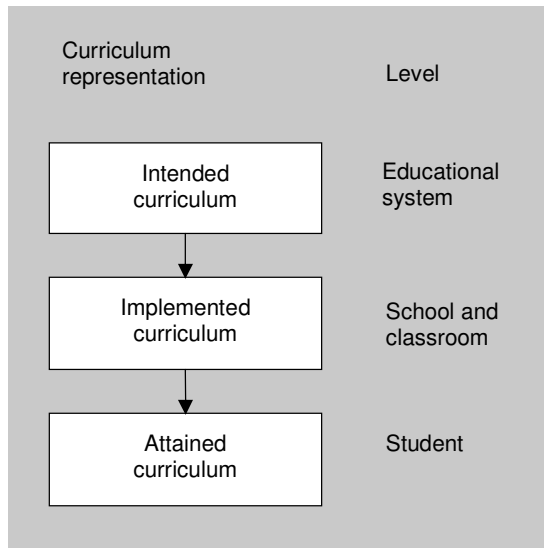 Curriculum
representation
Level
Intended
curriculum
Educational
system
Implemented
curriculum
School and
classroom
Attained
curriculum
Student